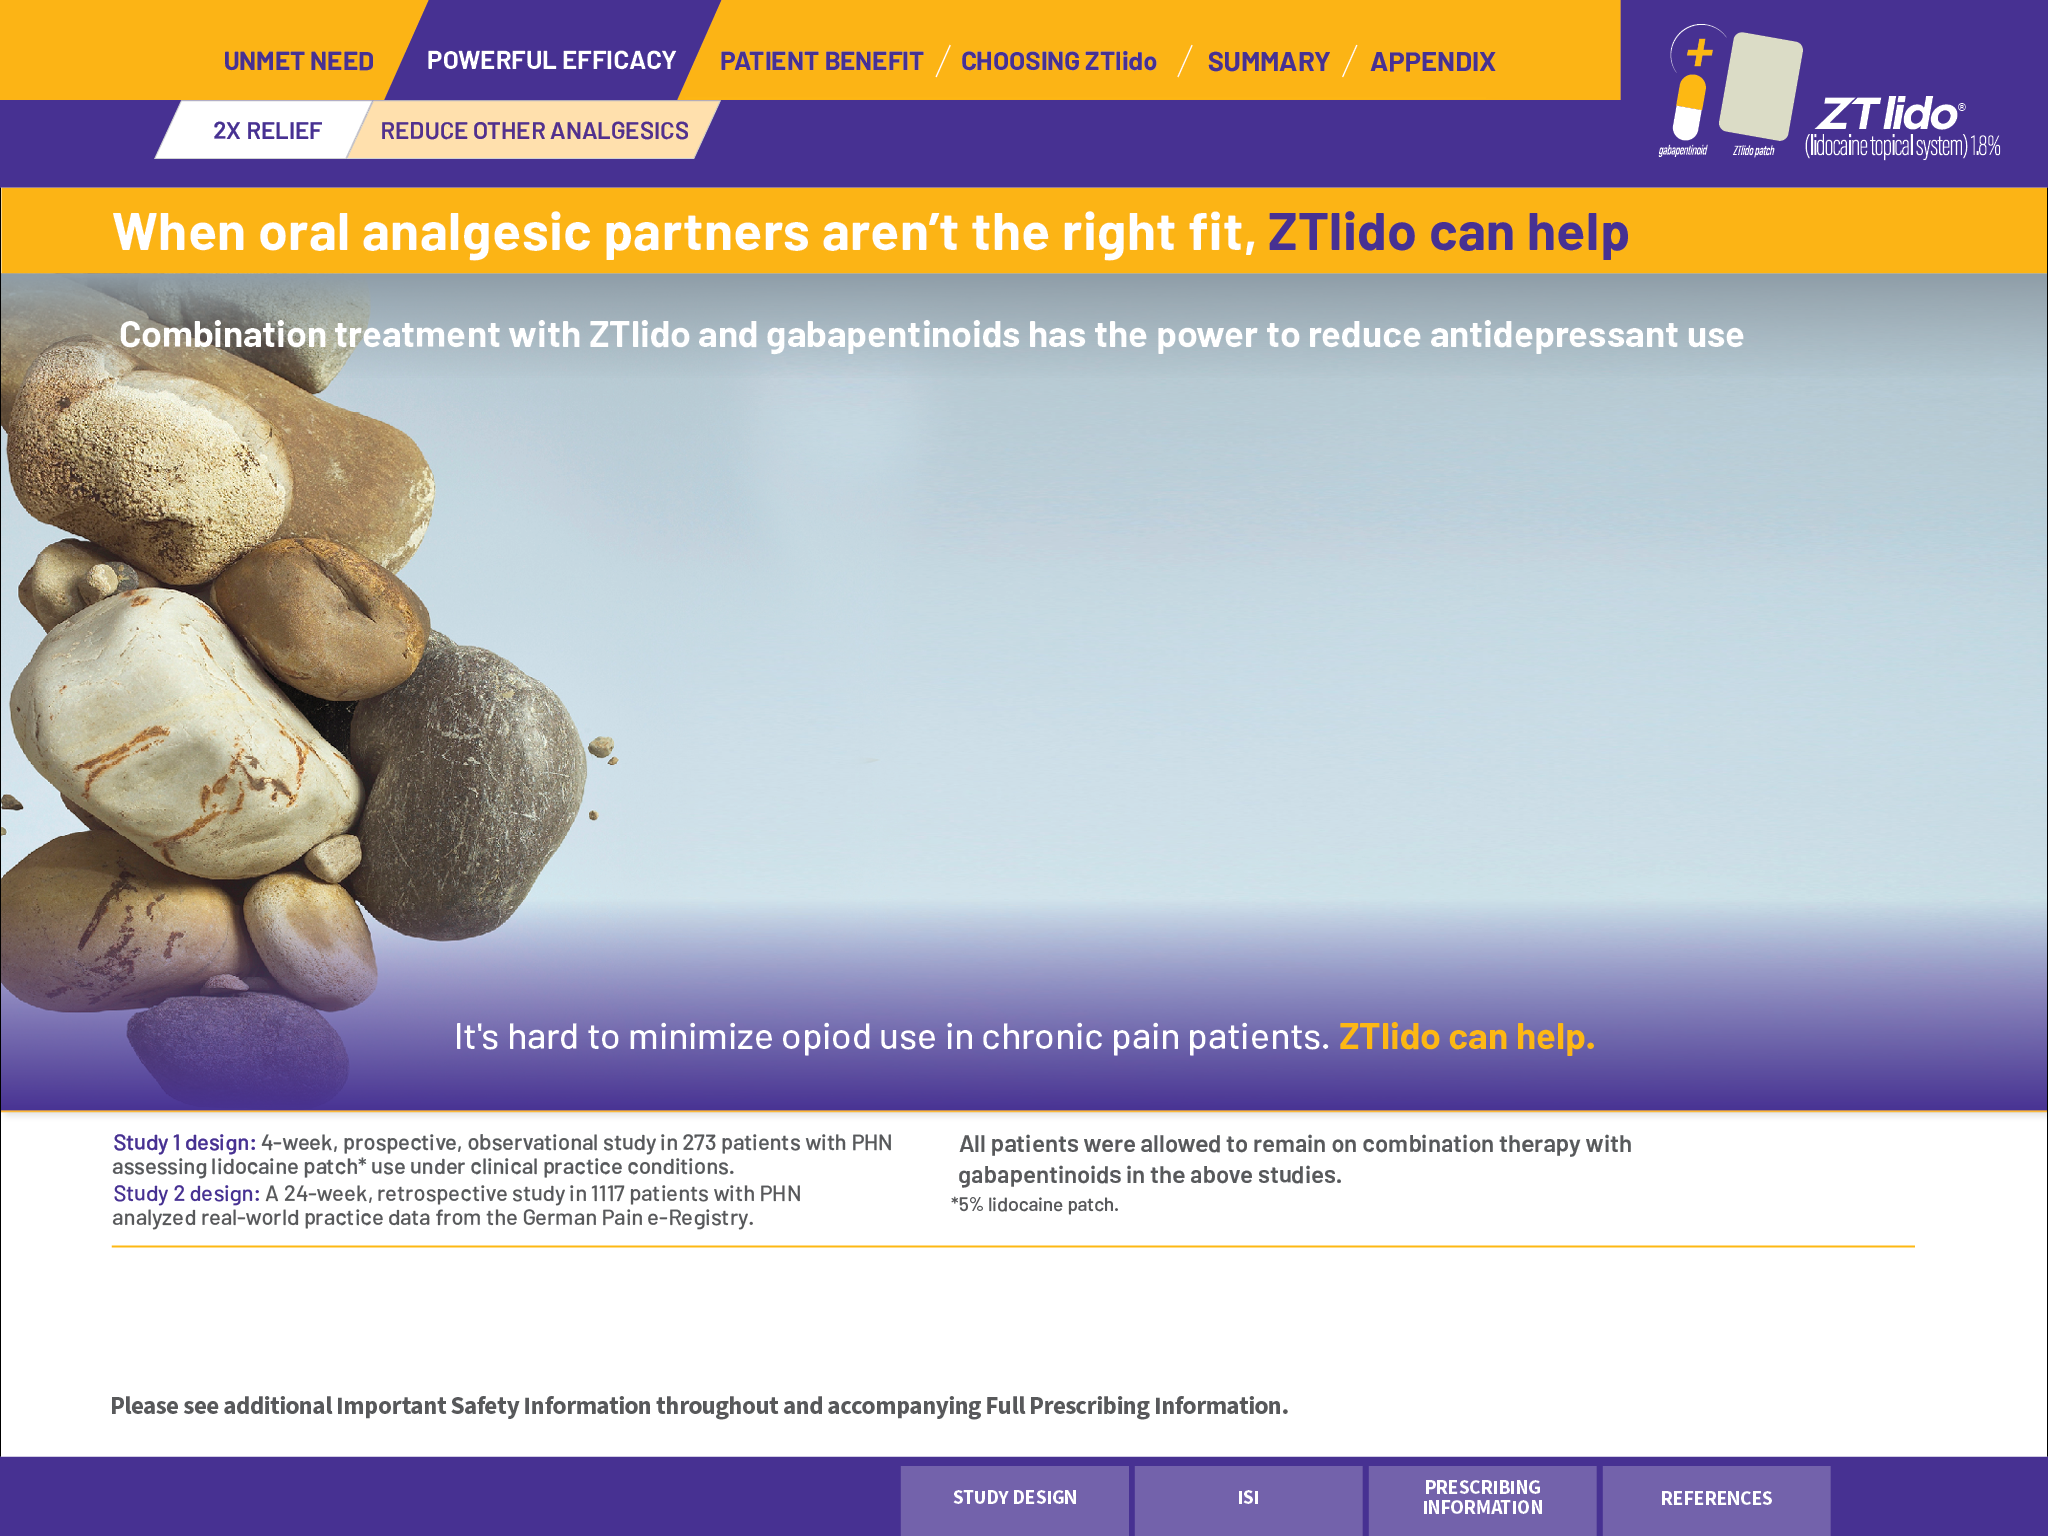 UNMET NEED
POWERFUL EFFICACY
PATIENT BENEFIT / CHOOSING ZTlido / SUMMARY / APPENDIX
2X RELIEF
REDUCE OTHER ANALGESICS
gabapentinoid
ZTlido patch
ZTlido®
(lidocaine topical system) 1.8%
When oral analgesic partners aren’t the right fit, ZTlido can help
Combination treatment with ZTlido and gabapentinoids has the power to reduce antidepressant use
It's hard to minimize opiod use in chronic pain patients. ZTlido can help.
Study 1 design: 4-week, prospective, observational study in 273 patients with PHN
assessing lidocaine patch* use under clinical practice conditions.
Study 2 design: A 24-week, retrospective study in 1117 patients with PHN
analyzed real-world practice data from the German Pain e-Registry.
All patients were allowed to remain on combination therapy with
gabapentinoids in the above studies.
*5% lidocaine patch.
Please see additional Important Safety Information throughout and accompanying Full Prescribing Information.
STUDY DESIGN
ISI
PRESCRIBING
INFORMATION
REFERENCES